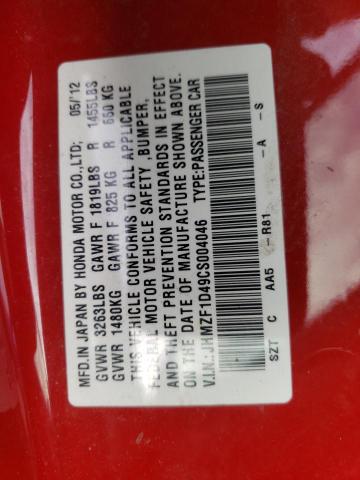 MFD.IN JAPAN BY HONDA MOTOR CO.,LTD; 05/'12
GVWR 3263LBS GAWR F 1819LBS R 1455LBS
GVWR 1480KG GAWR F 825 KG R 660 KG
THIS VEHICLE CONFORMS TO ALL APPLICABLE
FEDERAL MOTOR VEHICLE SAFETY ,BUMPER,
AND THEFT PREVENTION STANDARDS IN EFFECT
ON THE DATE OF MANUFACTURE SHOWN ABOVE.
V.I.N.:JHMZF1D49CS004046 TYPE:PASSENGER CAR
SZT C AA5 - R81 - A - S